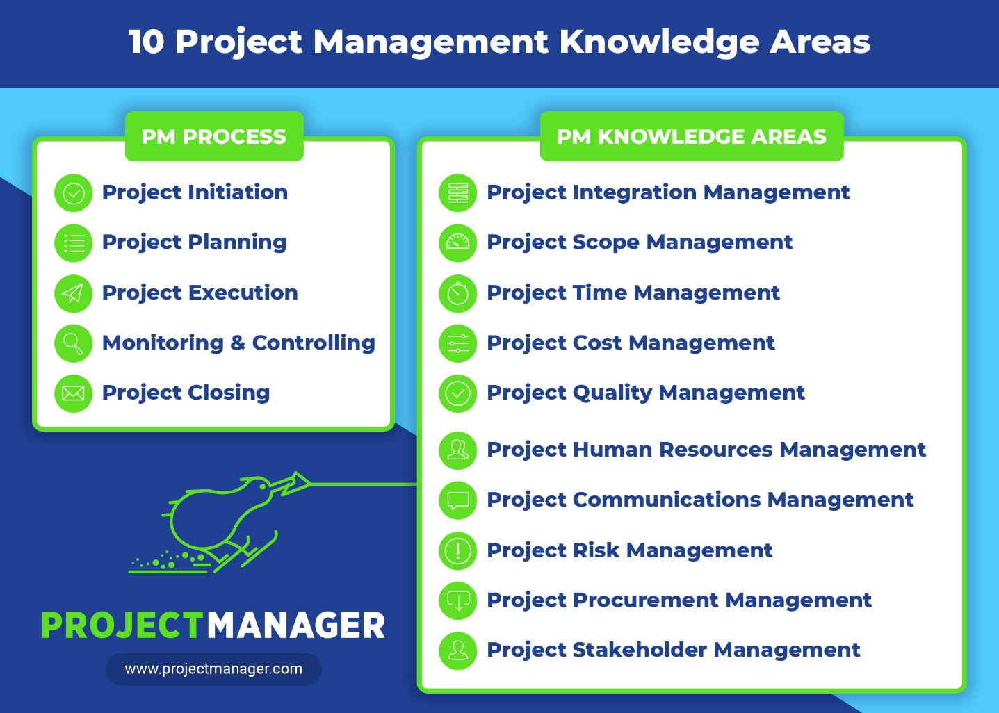 10 Project Management Knowledge Areas
PM PROCESS
Project Initiation
Project Planning
Project Execution
Monitoring & Controlling
Project Closing
PM KNOWLEDGE AREAS
Project Integration Management
Project Scope Management
Project Time Management
Project Cost Management
Project Quality Management
Project Human Resources Management
Project Communications Management
Project Risk Management
Project Procurement Management
Project Stakeholder Management
PROJECTMANAGER
www.projectmanager.com